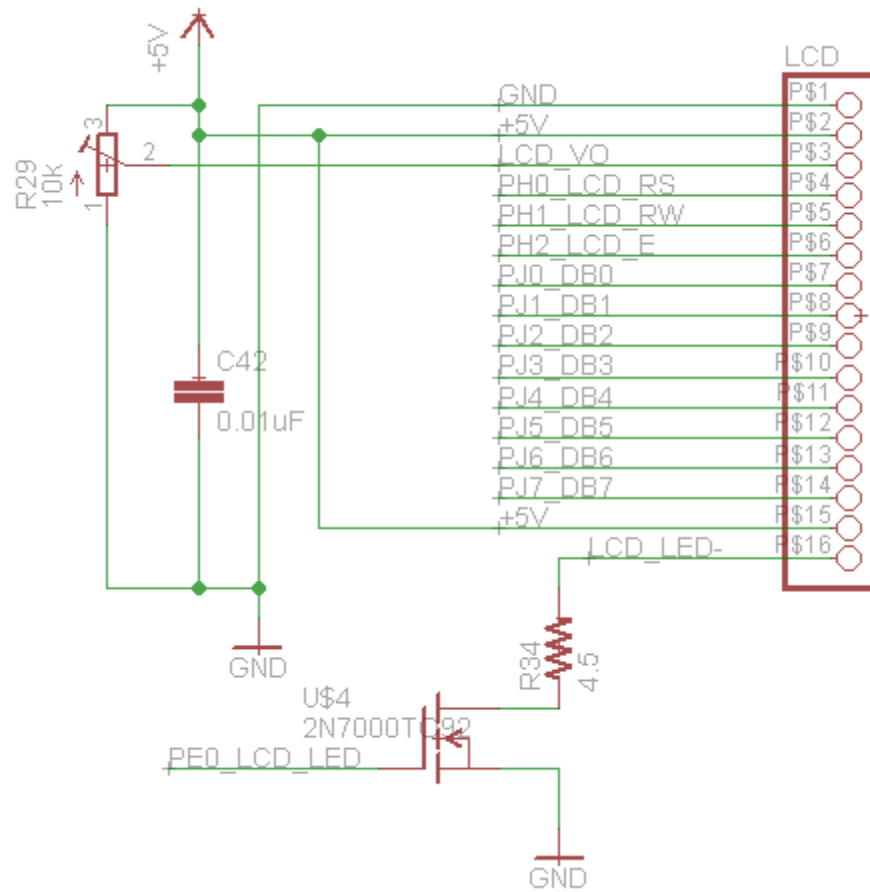 +5V
LCD
GND
P$1
+5V
P$2
LCD_VO
P$3
PH0_LCD_RS
P$4
PH1_LCD_RW
P$5
PH2_LCD_E
P$6
PJ0_DB0
P$7
PJ1_DB1
P$8
PJ2_DB2
P$9
PJ3_DB3
P$10
PJ4_DB4
P$11
PJ5_DB5
P$12
PJ6_DB6
P$13
PJ7_DB7
P$14
+5V
P$15
LCD_LED-
P$16
3
2
1
R29
10k
C42
0.01uF
GND
R34
4.5
U$4
2N7000TO92
PE0_LCD_LED
GND